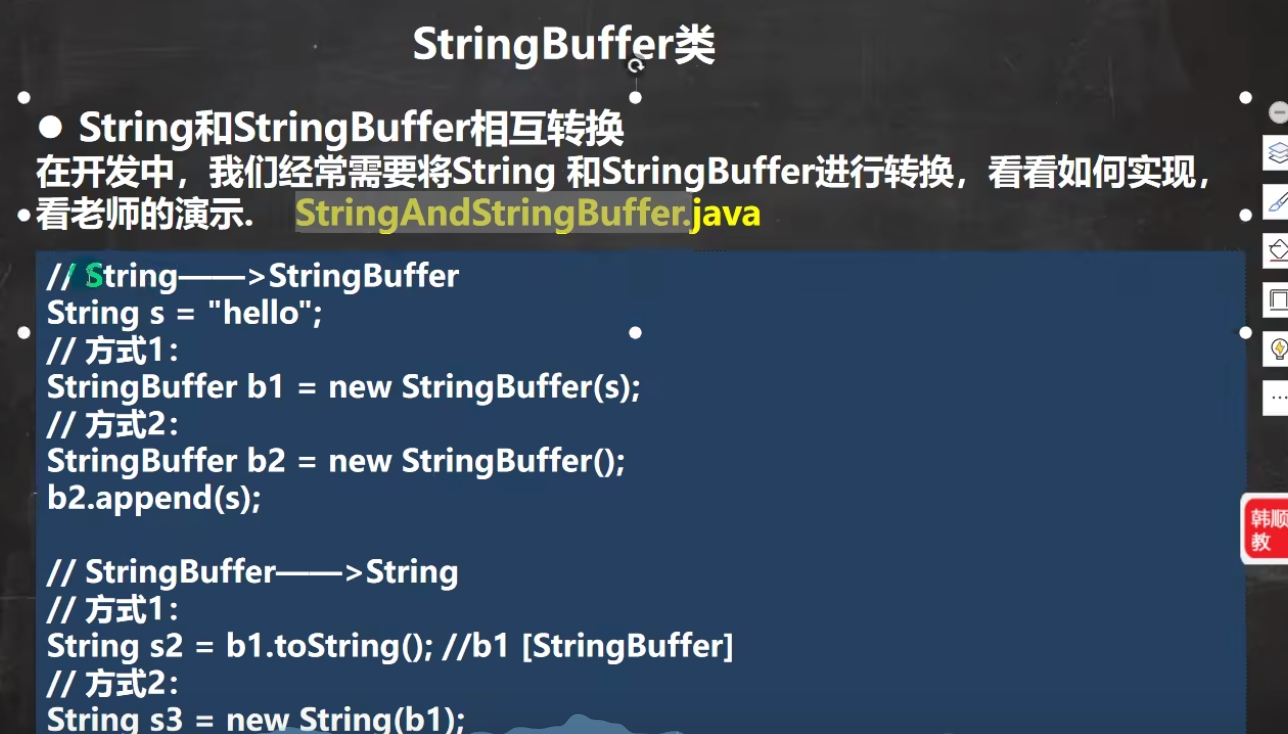 StringBuffer类
● String和StringBuffer相互转换
在开发中，我们经常需要将String 和StringBuffer进行转换，看看如何实现，
看老师的演示. StringAndStringBuffer.java
// String——>StringBuffer
String s = "hello";
// 方式1：
StringBuffer b1 = new StringBuffer(s);
// 方式2：
StringBuffer b2 = new StringBuffer();
b2.append(s);
// StringBuffer——>String
// 方式1：
String s2 = b1.toString(); //b1 [StringBuffer]
// 方式2：
String s3 = new String(b1);
韩顺
教